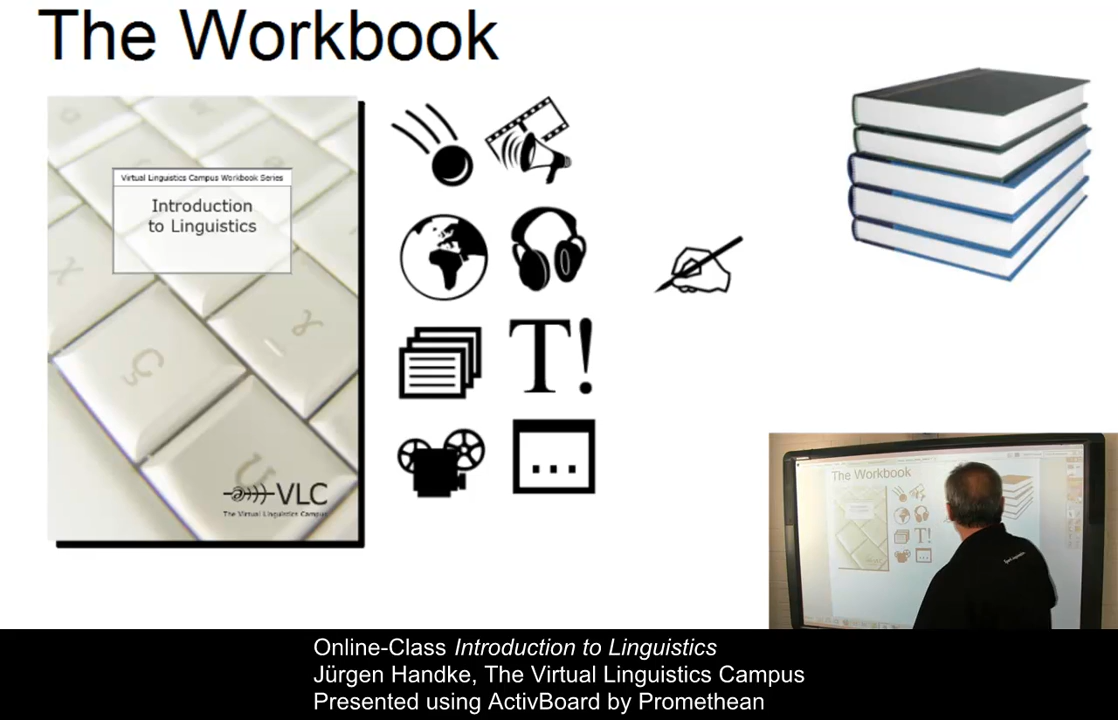 The Workbook
Virtual Linguistics Campus Workbook Series
Introduction
to Linguistics
VLC
The Virtual Linguistics Campus
T!
...
The Workbook
T!
Online-Class Introduction to Linguistics
Jürgen Handke, The Virtual Linguistics Campus
Presented using ActivBoard by Promethean